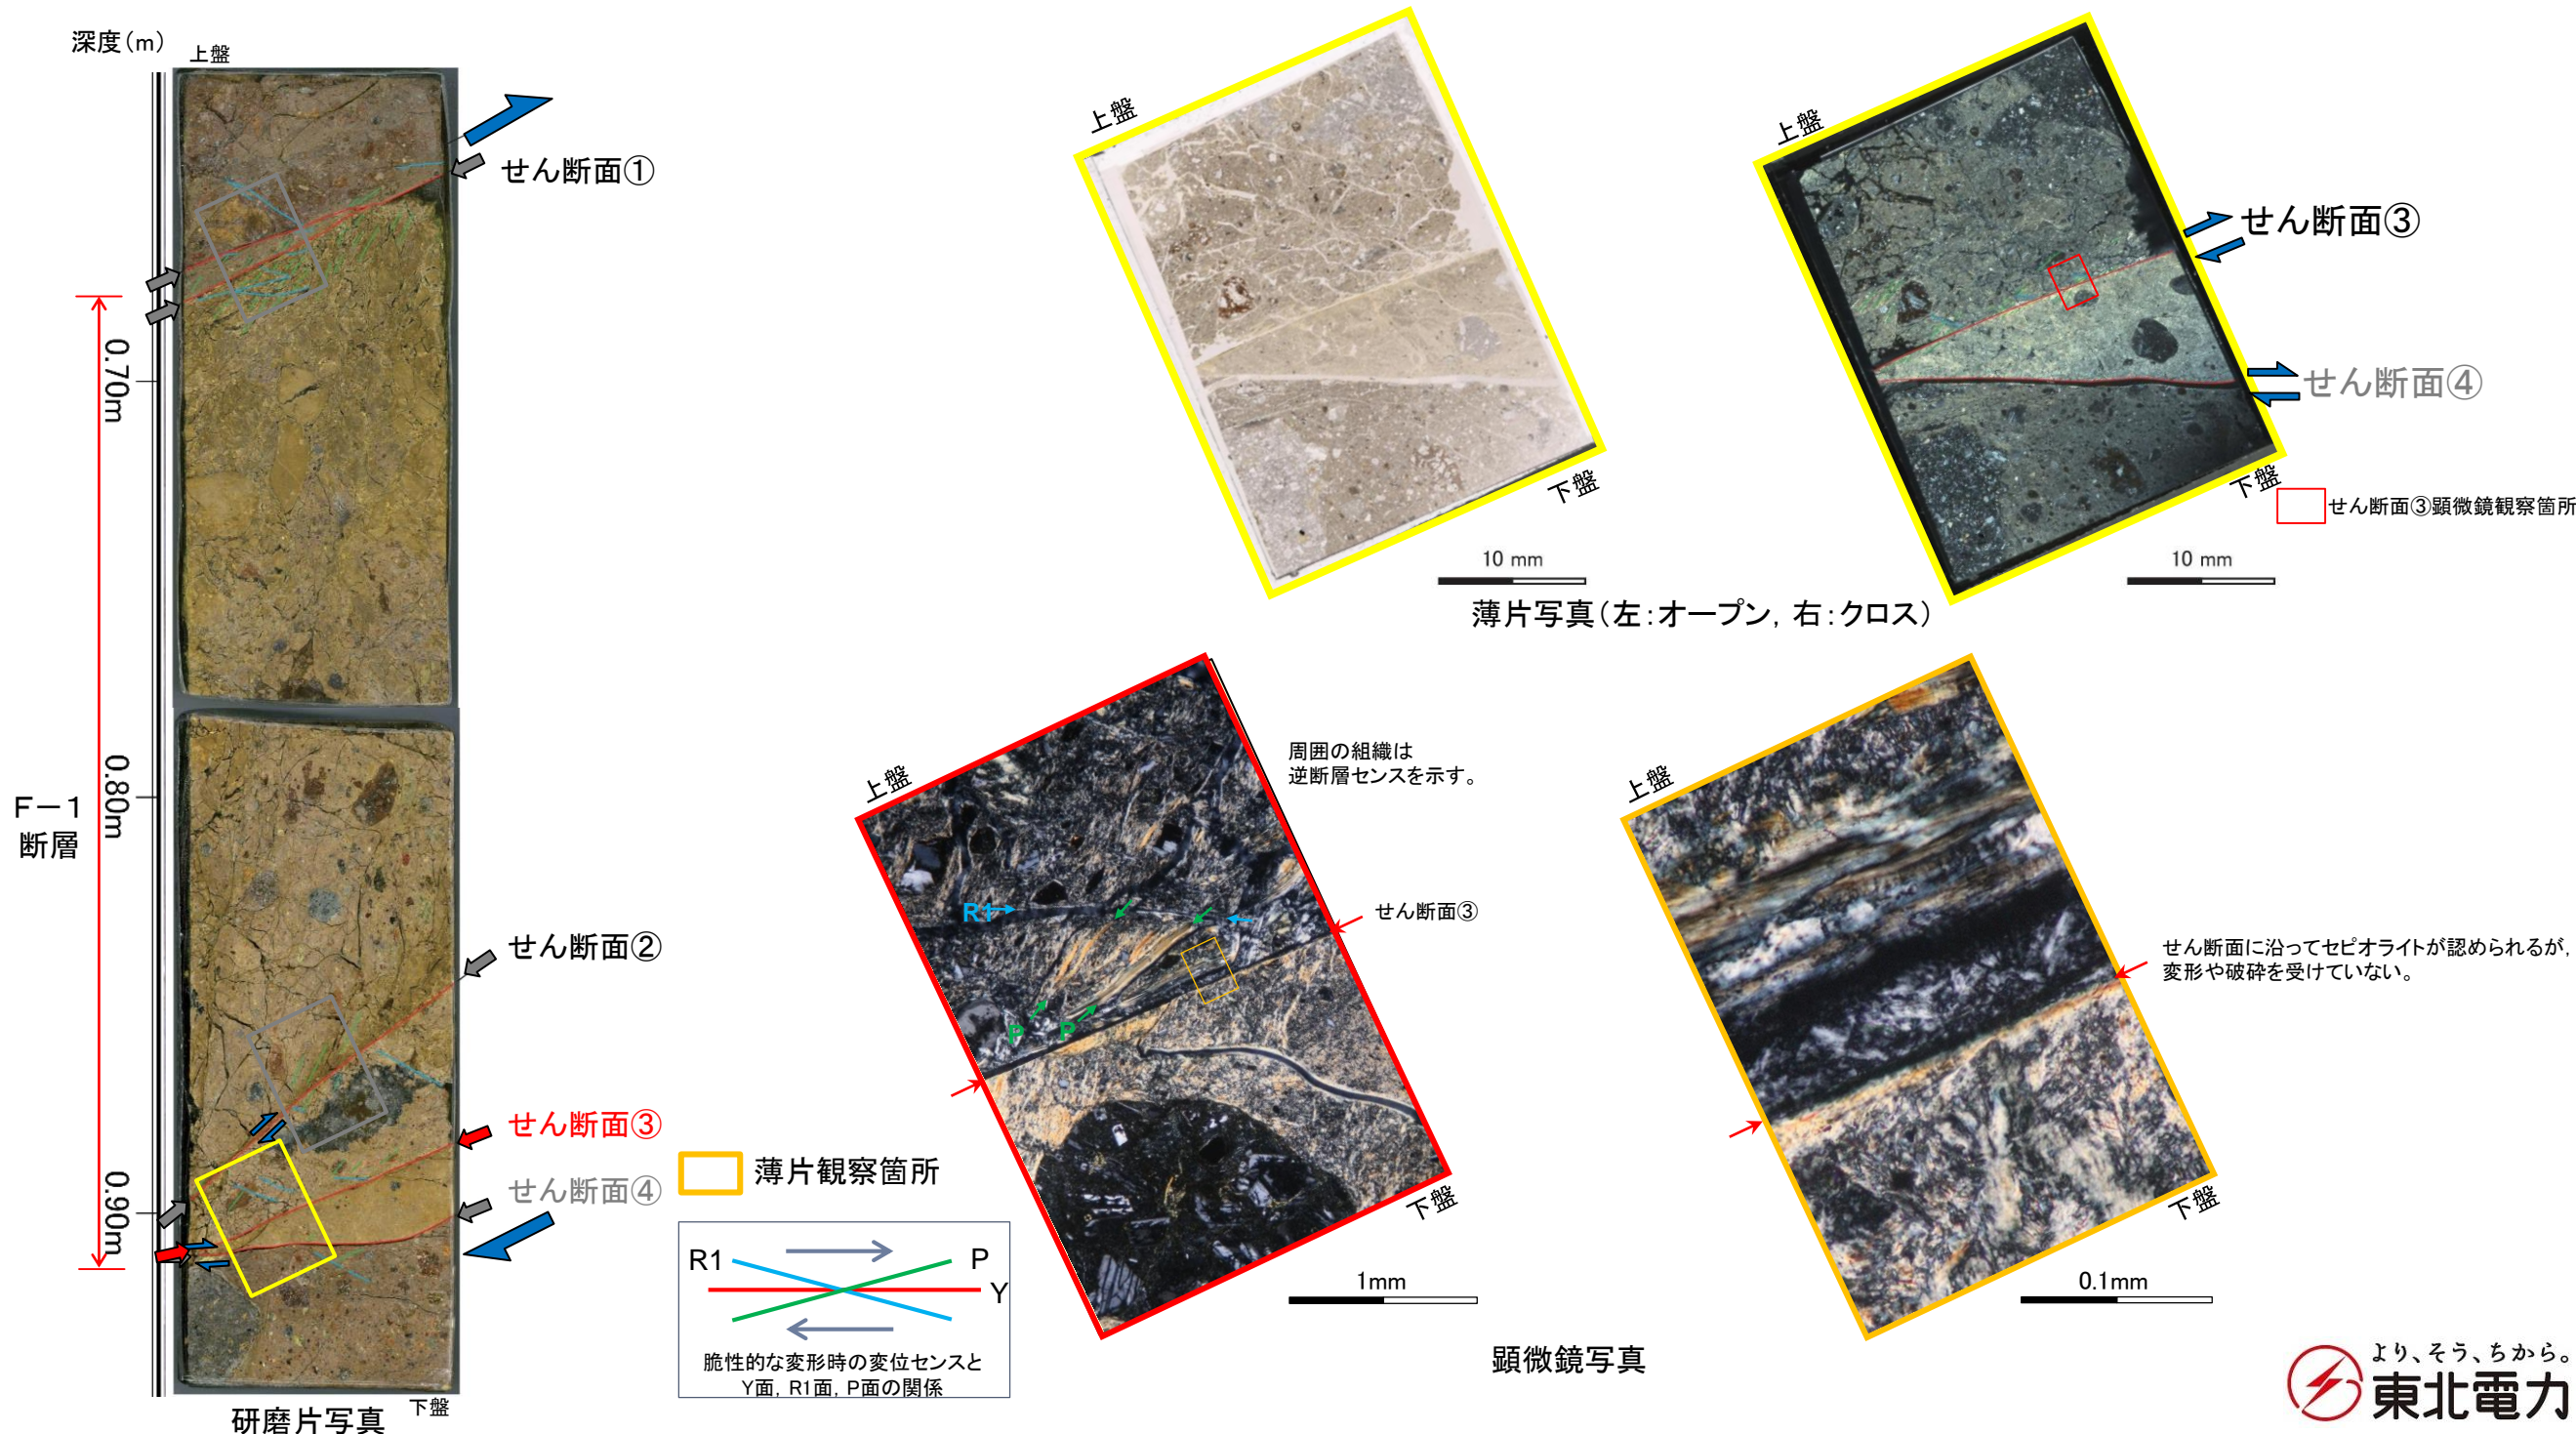 深度(m)
上盤
せん断面①
0.70m
0.80m
F-1
断層
せん断面②
せん断面③
せん断面④
0.90m
下盤
研磨片写真
薄片観察箇所
R1
P
Y
脆性的な変形時の変位センスと
Y面, R1面, P面の関係
上盤
下盤
10 mm
上盤
せん断面③
せん断面④
下盤
せん断面③顕微鏡観察箇所
10 mm
薄片写真(左:オープン, 右:クロス)
上盤
周囲の組織は
逆断層センスを示す。
R1
せん断面③
P
P
下盤
1mm
上盤
せん断面に沿ってセピオライトが認められるが,
変形や破砕を受けていない。
下盤
0.1mm
顕微鏡写真
より、そう、ちから。
東北電力